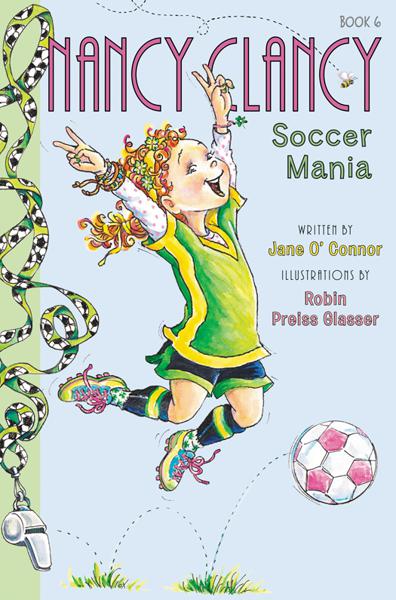 BOOK 6
NANCY CLANCY
Soccer
Mania
WRITTEN BY
Jane O' Connor
ILLUSTRATIONS BY
Robin
Preiss Glasser